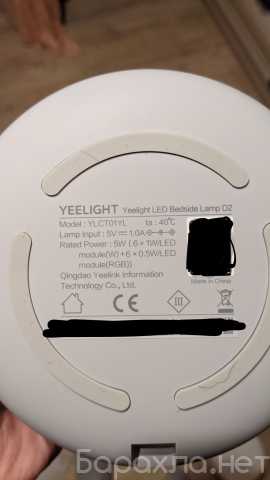 YEELIGHT Yeelight LED Bedside Lamp D2
Model : YLCT01YL ta : 40℃
Lamp Input : 5V ⎓ 1.0A
Rated Power : 5W ( 6 × 1W/LED
module(W)+6 × 0.5W/LED
module(RGB))
Qingdao Yeelink Information
Technology Co., Ltd.
Made in China
CE III
Барахла.нет